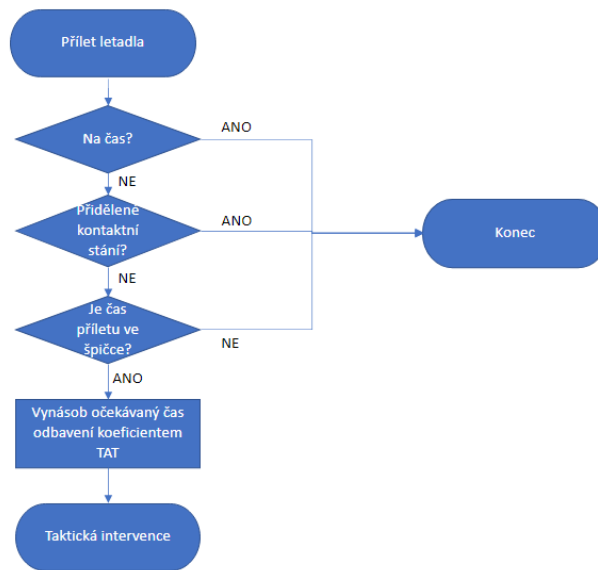 Přílet letadla
Na čas?
ANO
NE
Přidělené
kontaktní
stání?
ANO
Konec
NE
Je čas
příletu ve
špičce?
NE
ANO
Vynásob očekávaný čas
odbavení koeficientem
TAT
Taktická intervence